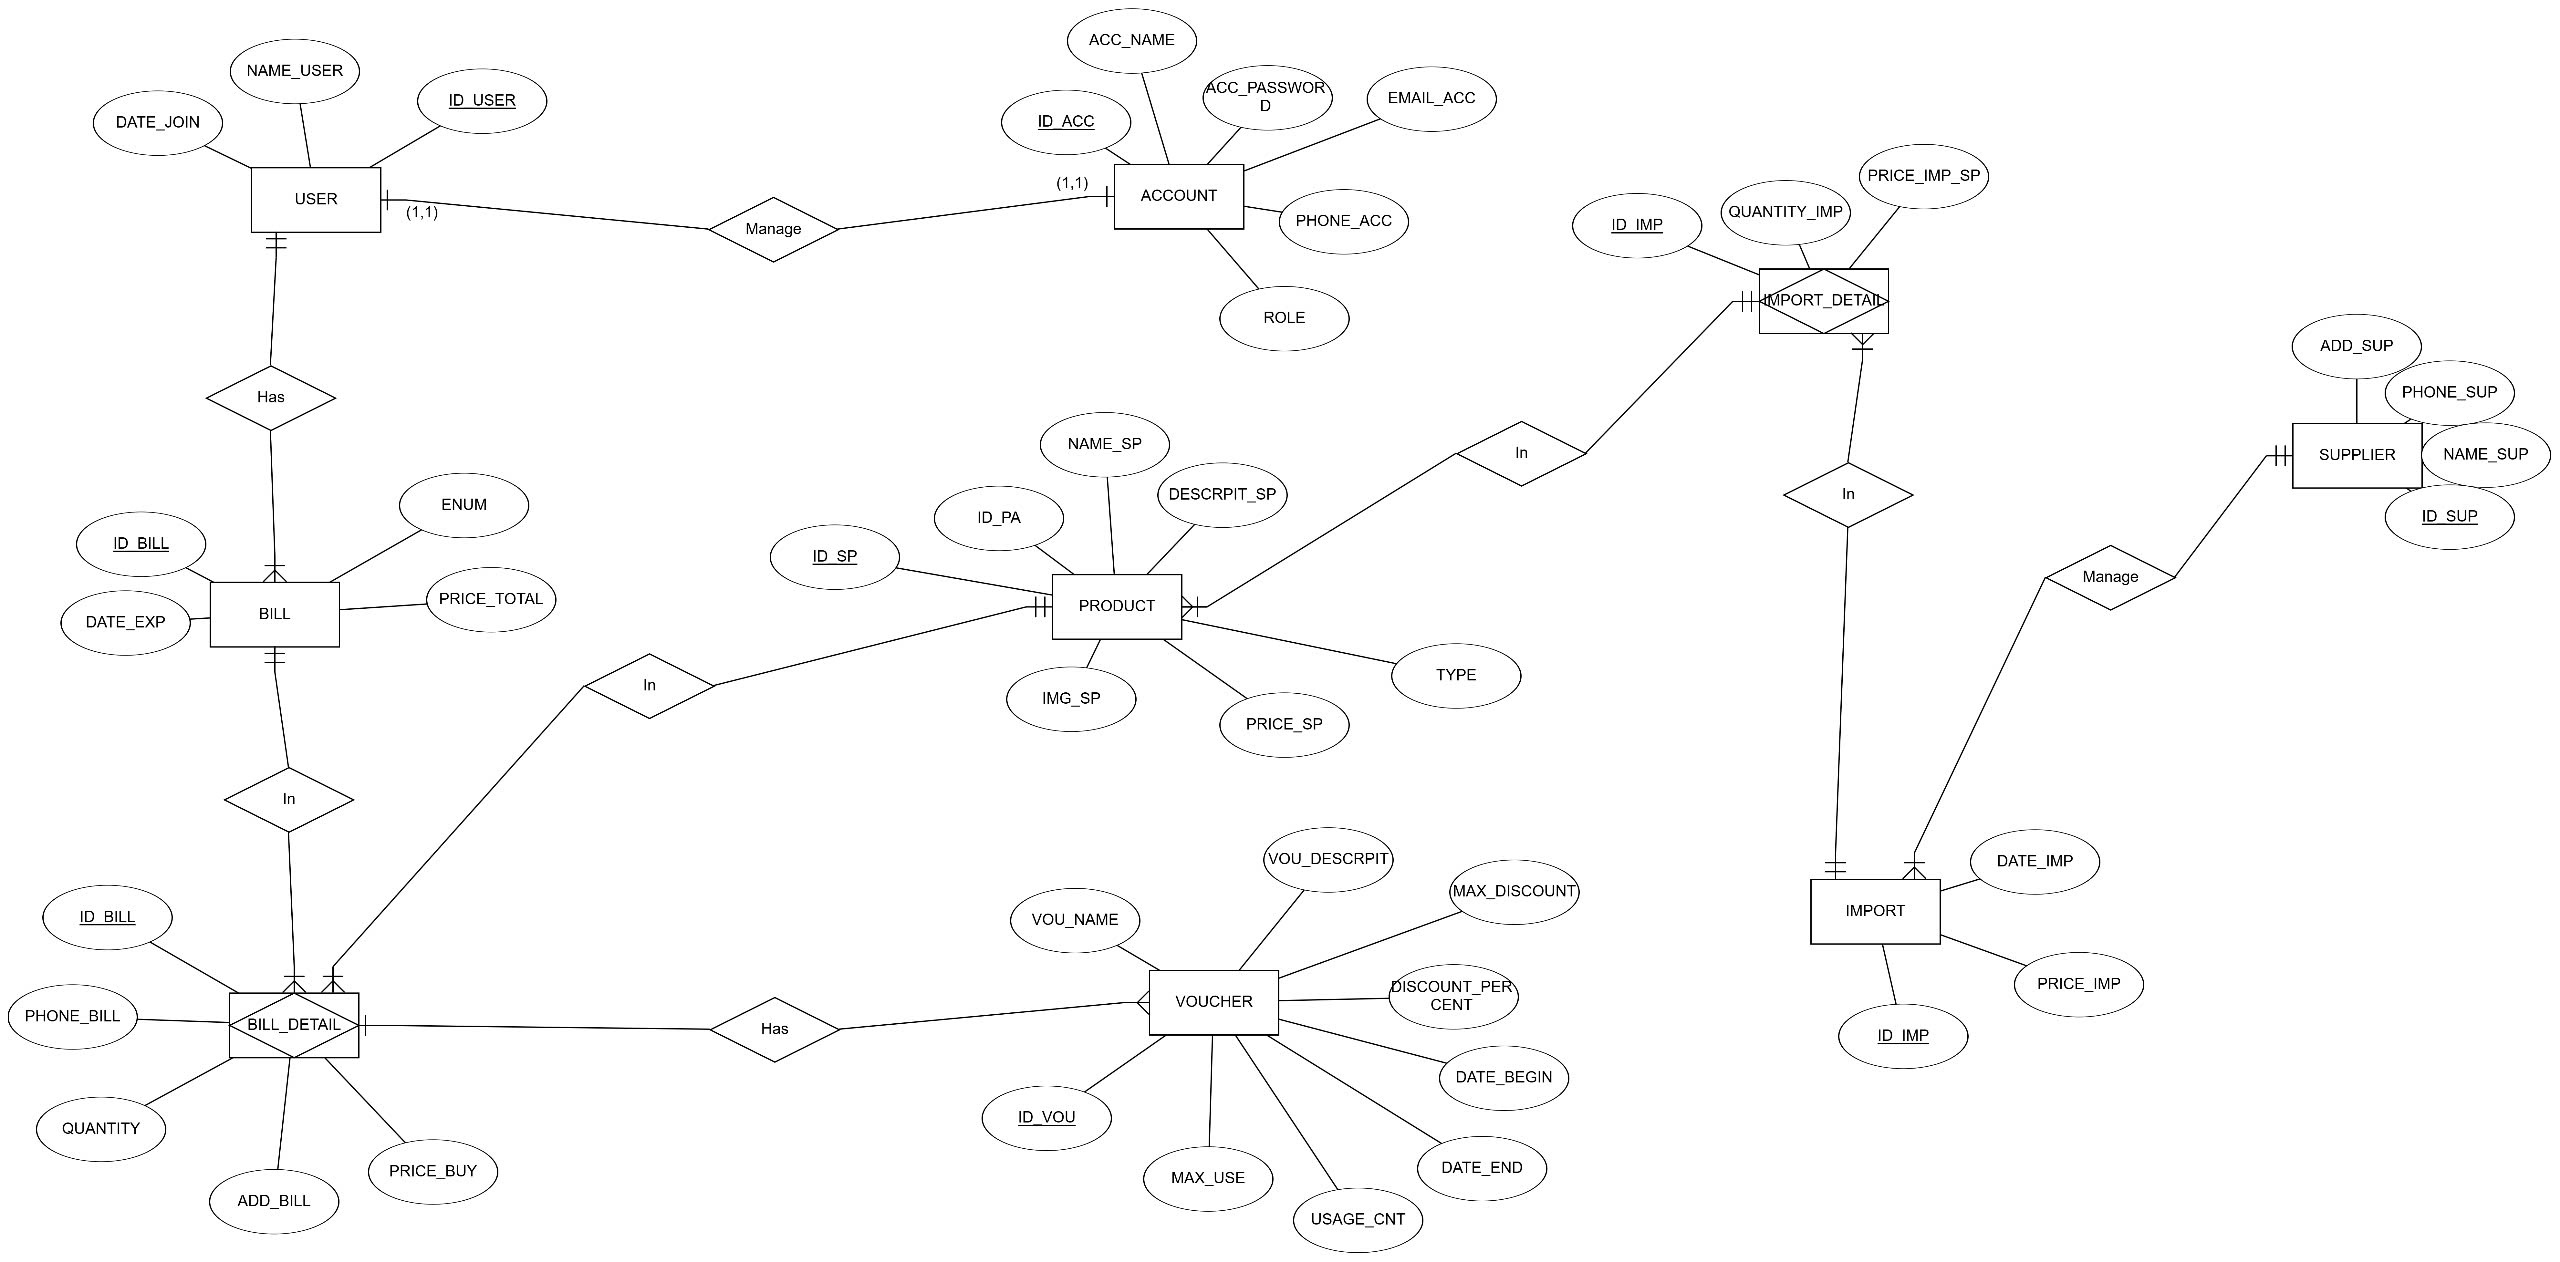 ACC_NAME
NAME_USER
ID_USER
DATE_JOIN
ACC_PASSWOR
D
EMAIL_ACC
ID_ACC
USER
(1,1)
Manage
(1,1)
ACCOUNT
PHONE_ACC
ROLE
PRICE_IMP_SP
QUANTITY_IMP
ID_IMP
IMPORT_DETAIL
ADD_SUP
PHONE_SUP
SUPPLIER
NAME_SUP
ID_SUP
Has
In
In
Manage
NAME_SP
DESCRPIT_SP
ID_PA
ID_SP
PRODUCT
TYPE
IMG_SP
PRICE_SP
ENUM
ID_BILL
PRICE_TOTAL
DATE_EXP
BILL
In
In
VOU_DESCRPIT
MAX_DISCOUNT
VOU_NAME
DISCOUNT_PER
CENT
VOUCHER
DATE_BEGIN
ID_VOU
MAX_USE
DATE_END
USAGE_CNT
DATE_IMP
IMPORT
PRICE_IMP
ID_IMP
ID_BILL
PHONE_BILL
BILL_DETAIL
Has
QUANTITY
ADD_BILL
PRICE_BUY